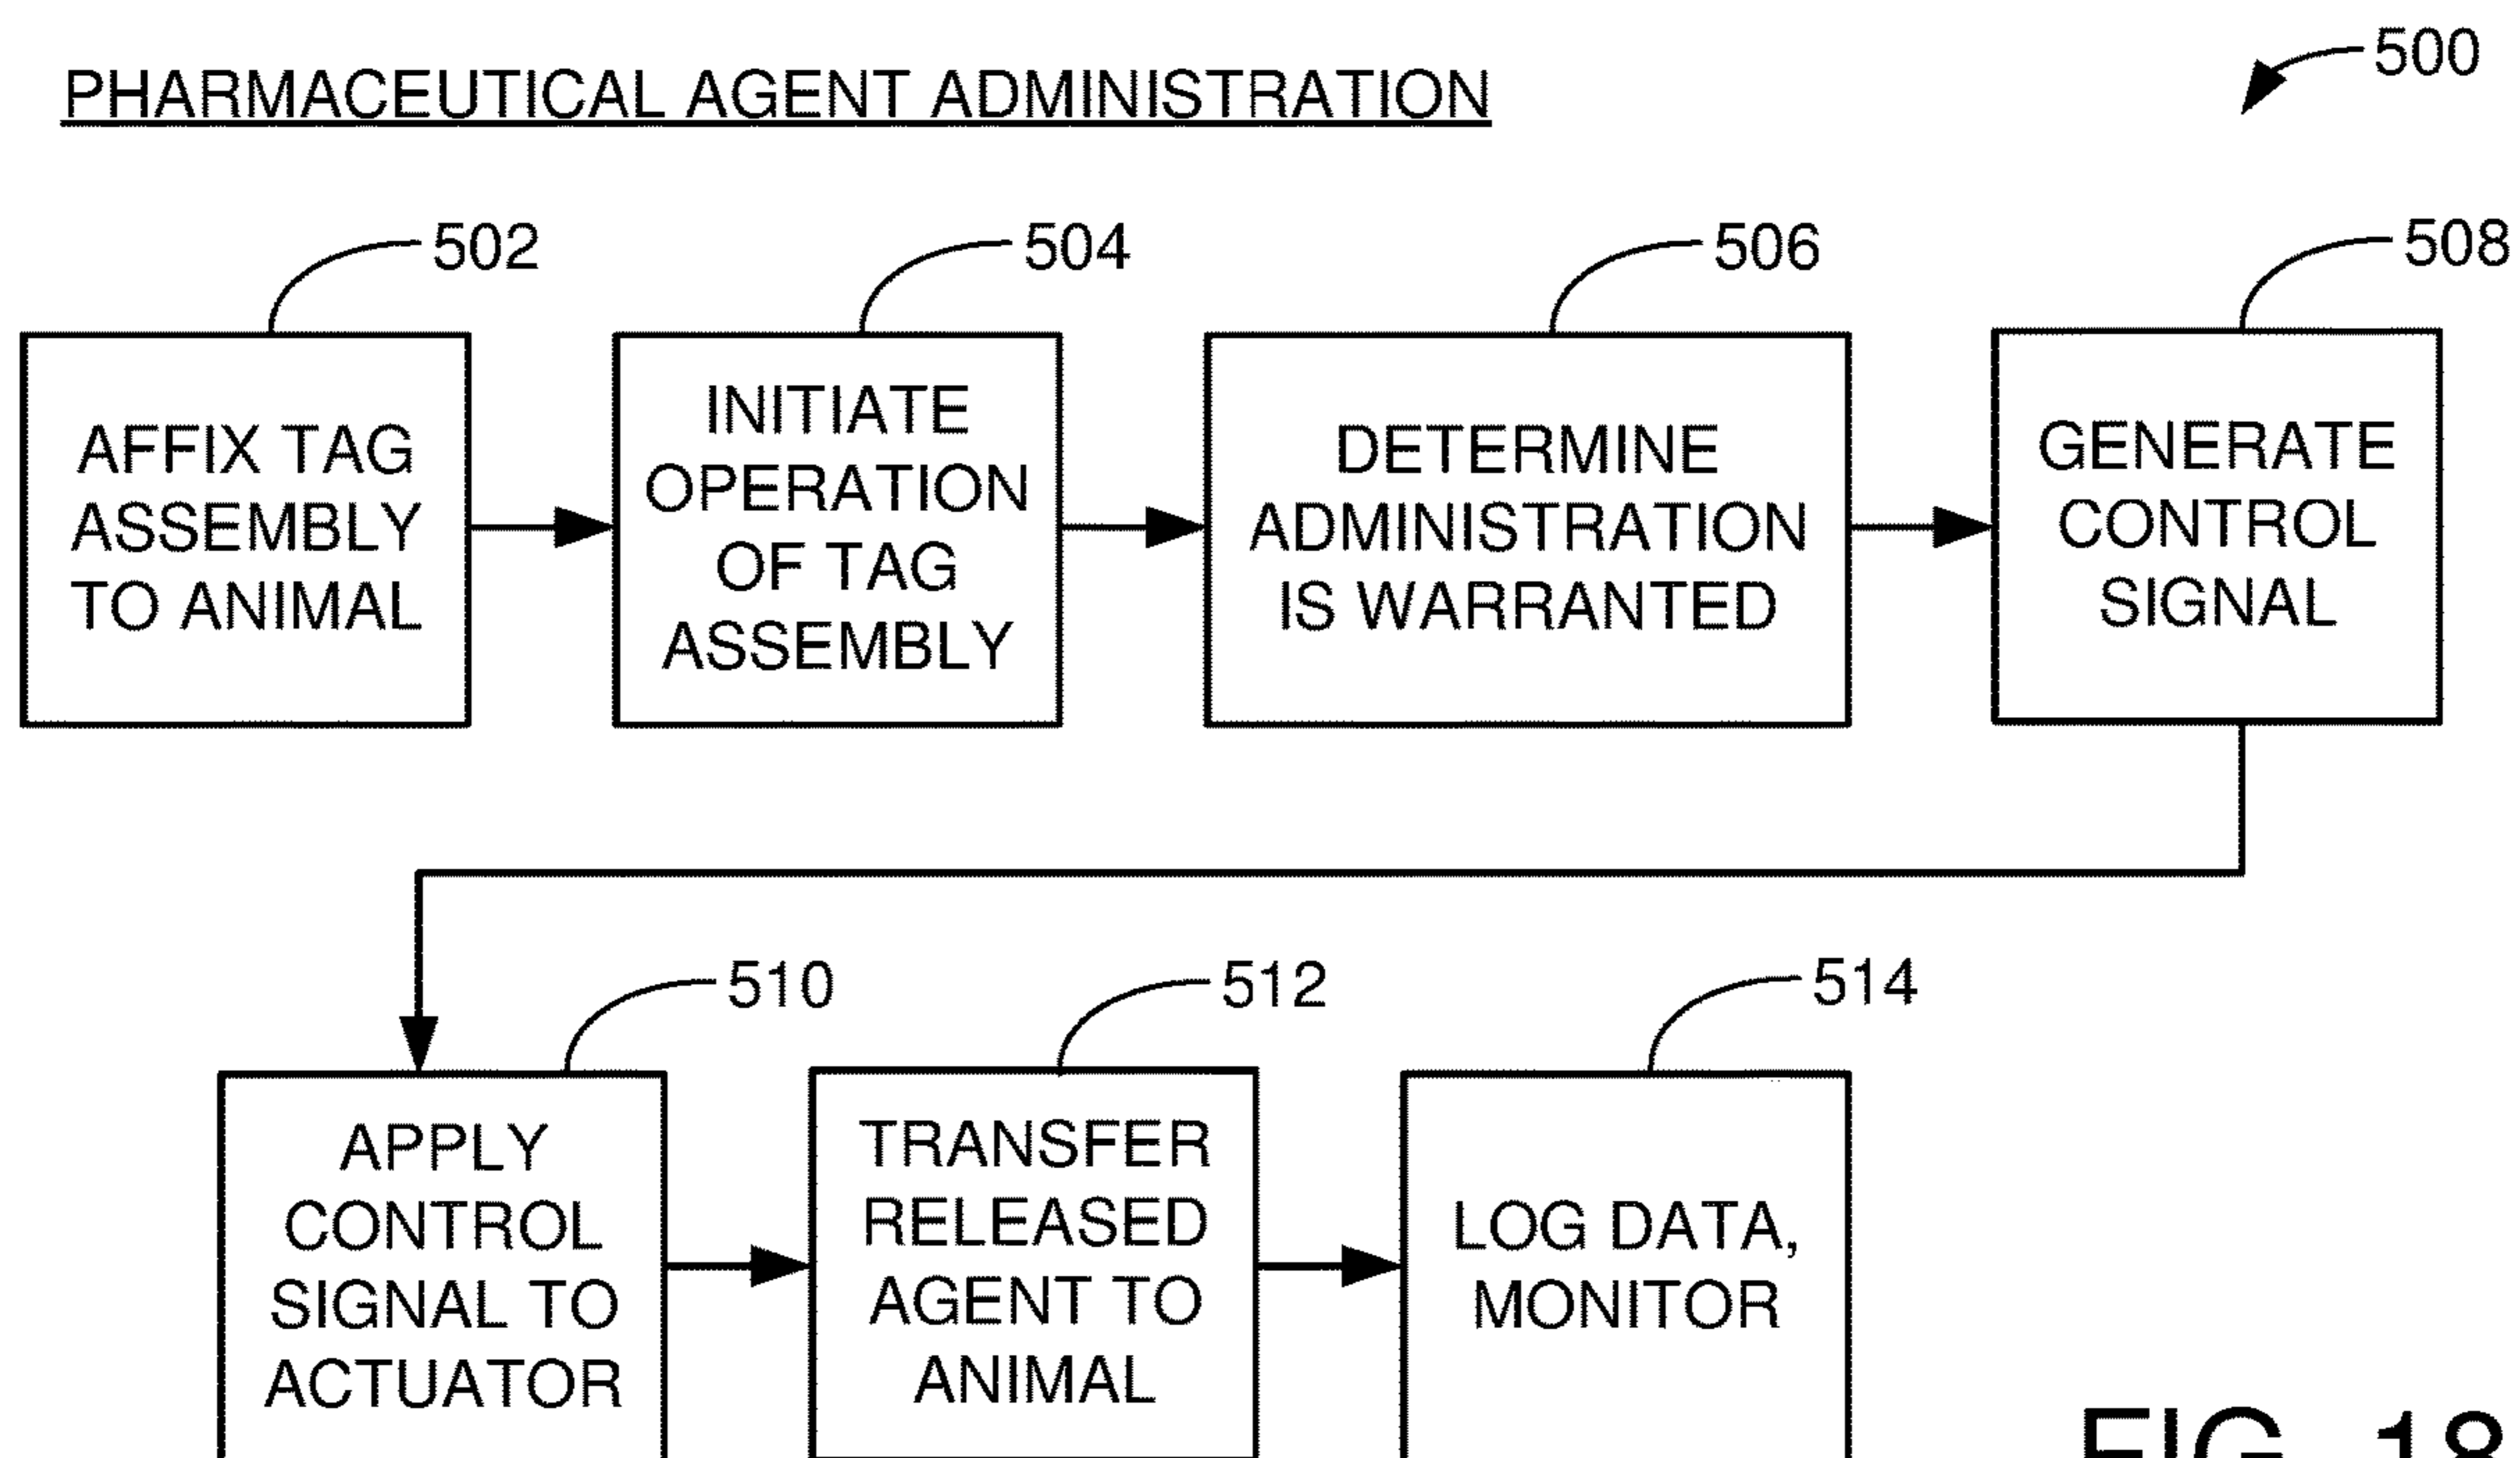 PHARMACEUTICAL AGENT ADMINISTRATION
500
502
504
506
508
AFFIX TAG
ASSEMBLY
TO ANIMAL
INITIATE
OPERATION
OF TAG
ASSEMBLY
DETERMINE
ADMINISTRATION
IS WARRANTED
GENERATE
CONTROL
SIGNAL
510
512
514
APPLY
CONTROL
SIGNAL TO
ACTUATOR
TRANSFER
RELEASED
AGENT TO
ANIMAL
LOG DATA,
MONITOR
FIG. 18